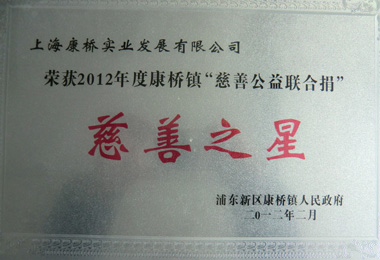 上海康桥实业发展有限公司
荣获2012年度康桥镇“慈善公益联合捐”
慈善之星
浦东新区康桥镇人民政府
二〇一二年二月